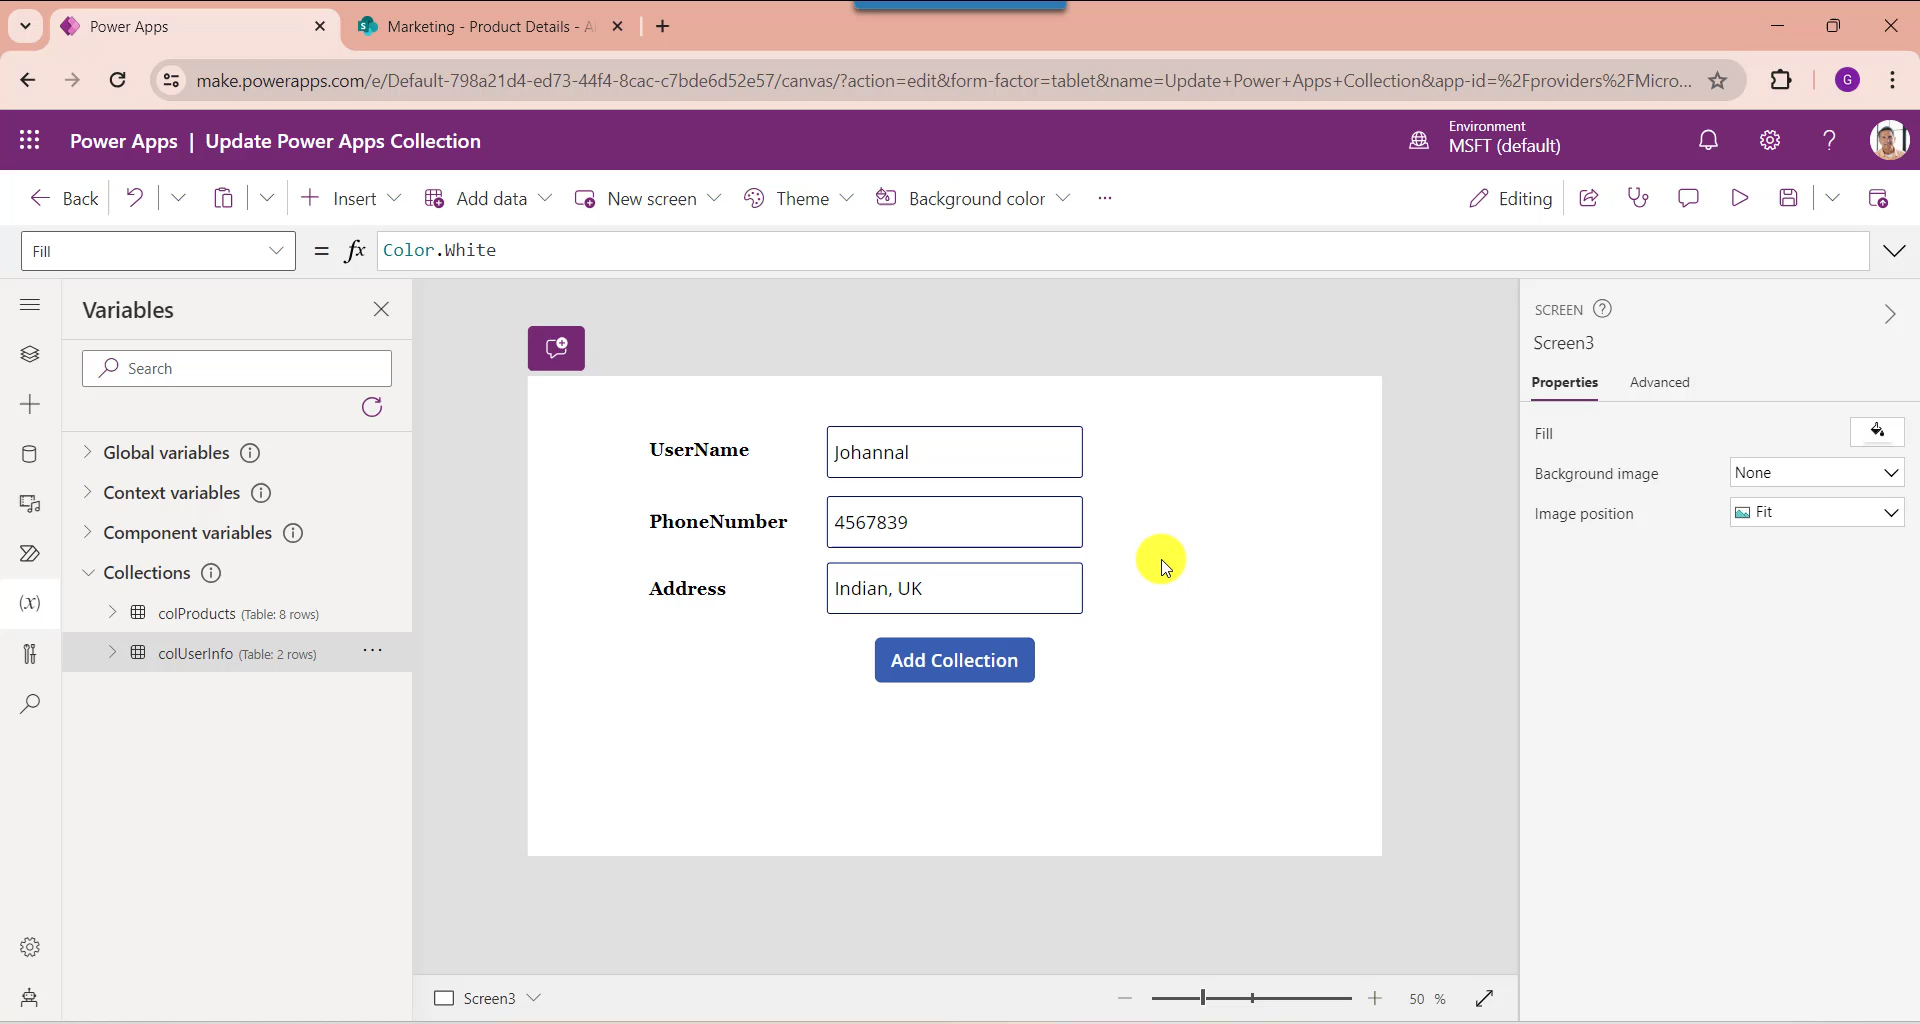 Power Apps
Marketing - Product Details - A
make.powerapps.com/e/Default-798a21d4-ed73-44f4-8cac-c7bde6d52e57/canvas/?action=edit&form-factor=tablet&name=Update+Power+Apps+Collection&app-id=%2Fproviders%2FMicro...
G
Power Apps | Update Power Apps Collection
Environment
MSFT (default)
Back
Insert
Add data
New screen
Theme
Background color
...
Editing
Fill
= fx Color.White
Variables
Search
Global variables
Context variables
Component variables
Collections
colProducts (Table: 8 rows)
colUserInfo (Table: 2 rows) ...
UserName
Johannal
PhoneNumber
4567839
Address
Indian, UK
Add Collection
SCREEN
Screen3
Properties
Advanced
Fill
Background image
None
Image position
Fit
Screen3
50 %